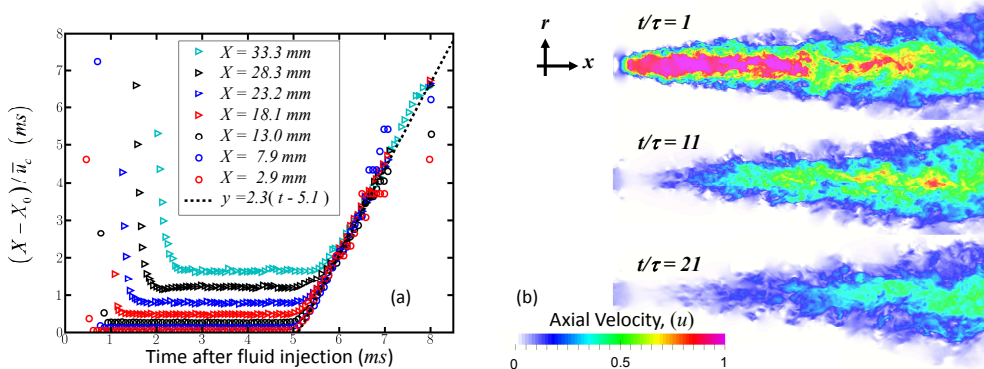 (X − X₀)/ū_c (ms)
8
7
6
5
4
3
2
1
0
X = 33.3 mm
X = 28.3 mm
X = 23.2 mm
X = 18.1 mm
X = 13.0 mm
X = 7.9 mm
X = 2.9 mm
y =2.3( t - 5.1 )
(a)
0 1 2 3 4 5 6 7 8
Time after fluid injection (ms)
r
x
t/τ = 1
t/τ = 11
t/τ = 21
(b)
Axial Velocity, (u)
0 0.5 1